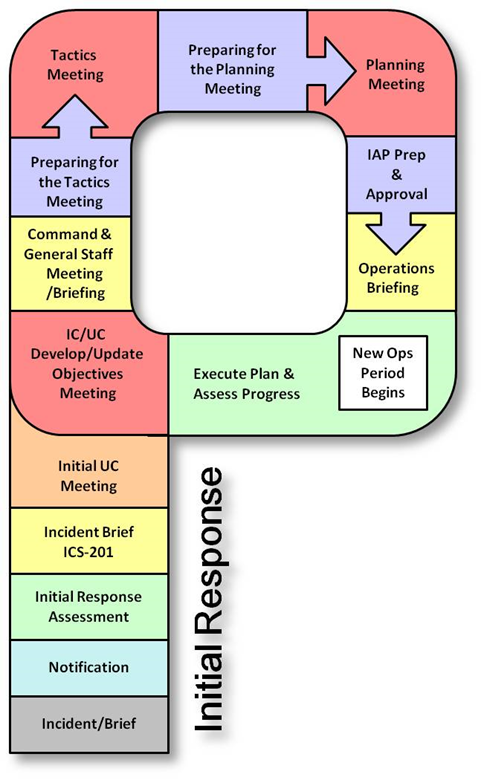 Tactics
Meeting
Preparing for
the Planning
Meeting
Planning
Meeting
Preparing for
the Tactics
Meeting
IAP Prep
&
Approval
Command &
General Staff
Meeting
/Briefing
Operations
Briefing
IC/UC
Develop/Update
Objectives
Meeting
Execute Plan &
Assess Progress
New Ops
Period
Begins
Initial UC
Meeting
Incident Brief
ICS-201
Initial Response
Assessment
Notification
Incident/Brief
Initial Response